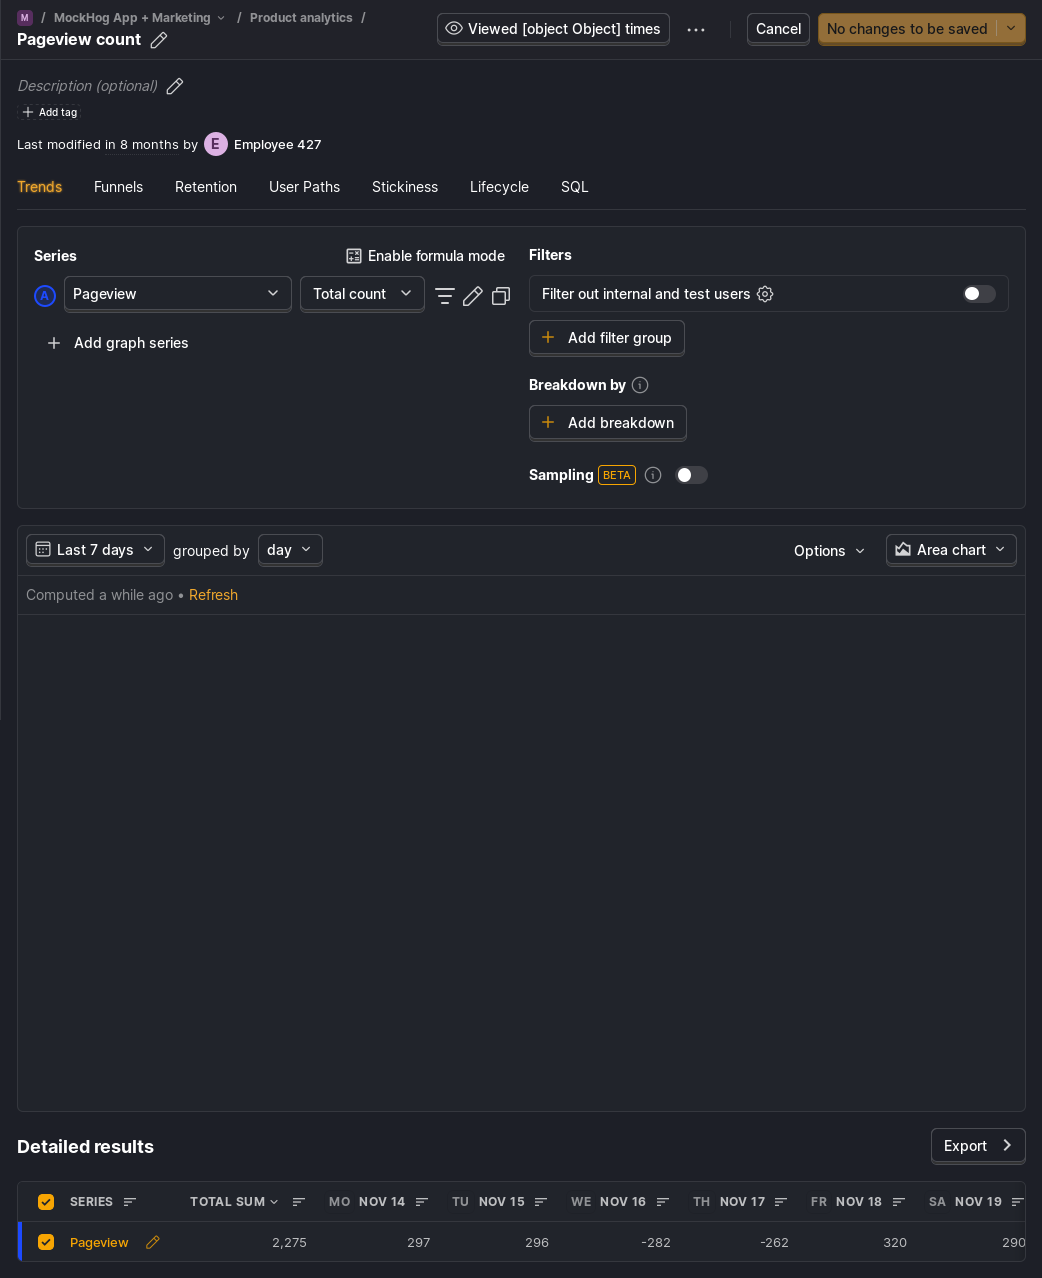 M / MockHog App + Marketing / Product analytics /
Pageview count
Viewed [object Object] times
Cancel
No changes to be saved
Description (optional)
Add tag
Last modified in 8 months by E Employee 427
Trends Funnels Retention User Paths Stickiness Lifecycle SQL
Series
Enable formula mode
A Pageview Total count
Add graph series
Filters
Filter out internal and test users
Add filter group
Breakdown by
Add breakdown
Sampling BETA
Last 7 days grouped by day
Options
Area chart
Computed a while ago • Refresh
Detailed results
Export
SERIES TOTAL SUM MO NOV 14 TU NOV 15 WE NOV 16 TH NOV 17 FR NOV 18 SA NOV 19
Pageview 2,275 297 296 -282 -262 320 290